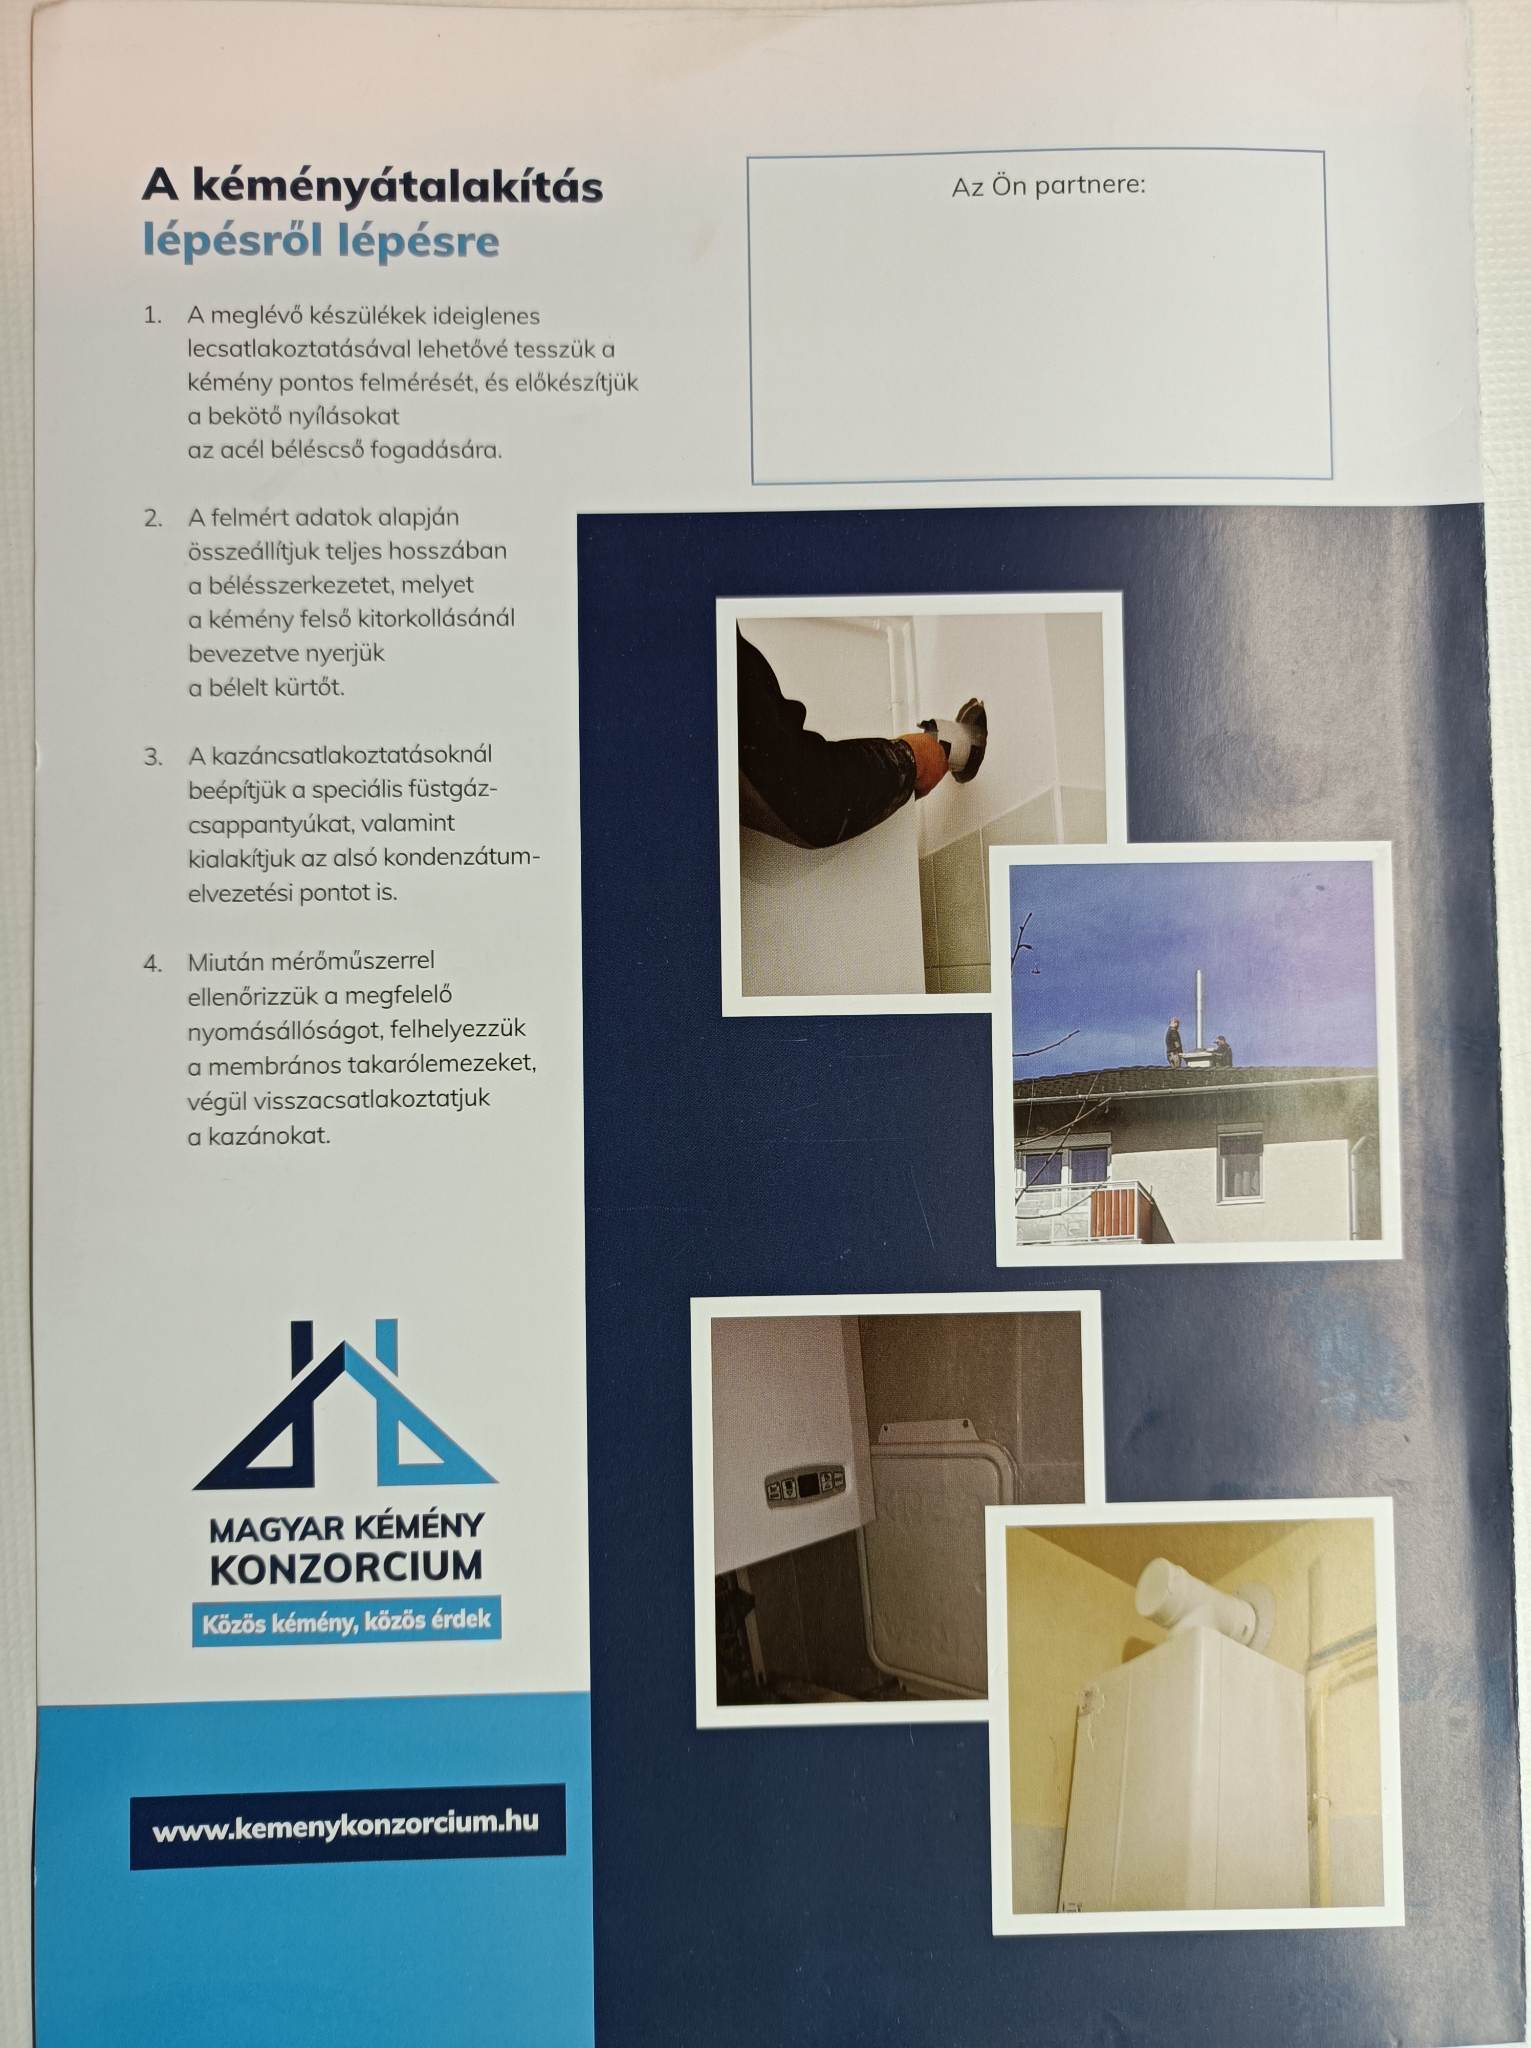 A kéményátalakítás
lépésről lépésre
1. A meglévő készülékek ideiglenes
lecsatlakoztatásával lehetővé tesszük a
kémény pontos felmérését, és előkészítjük
a bekötő nyílásokat
az acél béléscső fogadására.
2. A felmért adatok alapján
összeállítjuk teljes hosszában
a bélésszerkezetet, melyet
a kémény felső kitorkollásánál
bevezetve nyerjük
a bélelt kürtőt.
3. A kazáncsatlakoztatásoknál
beépítjük a speciális füstgáz-
csappantyúkat, valamint
kialakítjuk az alsó kondenzátum-
elvezetési pontot is.
4. Miután mérőműszerrel
ellenőrizzük a megfelelő
nyomásállóságot, felhelyezzük
a membrános takarólemezeket,
végül visszacsatlakoztatjuk
a kazánokat.
Az Ön partnere:
MAGYAR KÉMÉNY
KONZORCIUM
Közös kémény, közös érdek
www.kemenykonzorcium.hu